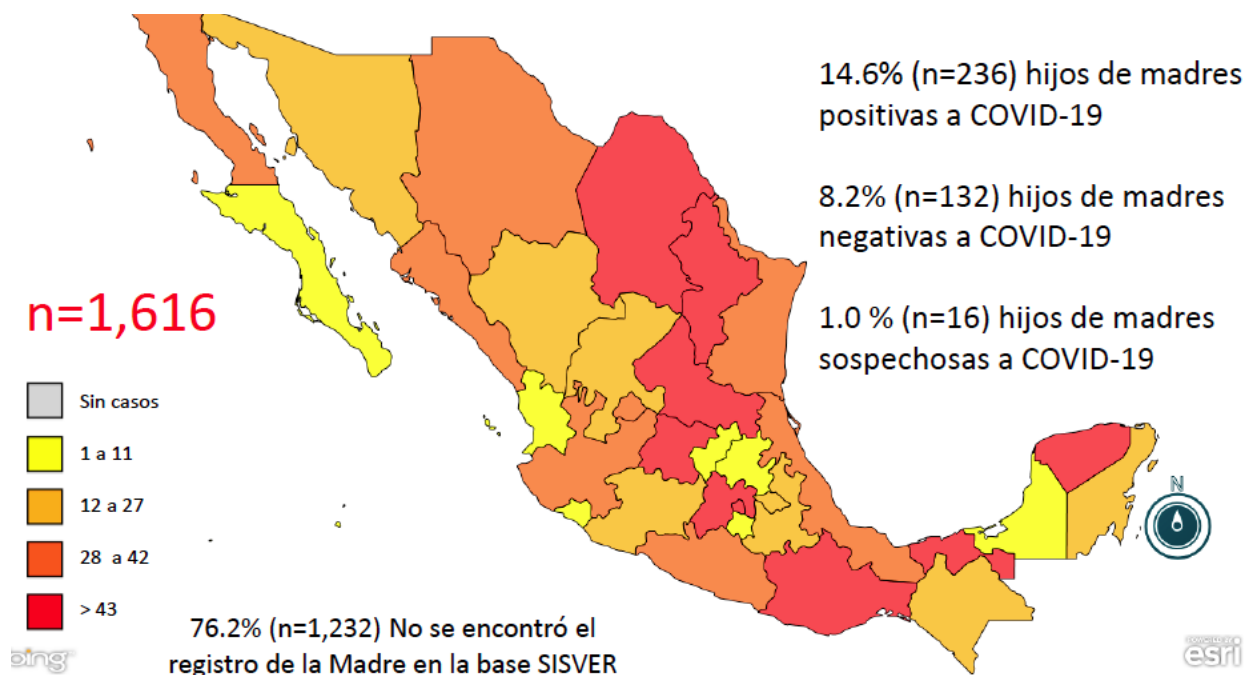 14.6% (n=236) hijos de madres
positivas a COVID-19
8.2% (n=132) hijos de madres
negativas a COVID-19
1.0 % (n=16) hijos de madres
sospechosas a COVID-19
n=1,616
Sin casos
1 a 11
12 a 27
28 a 42
> 43
76.2% (n=1,232) No se encontró el
registro de la Madre en la base SISVER
N
bing
esri